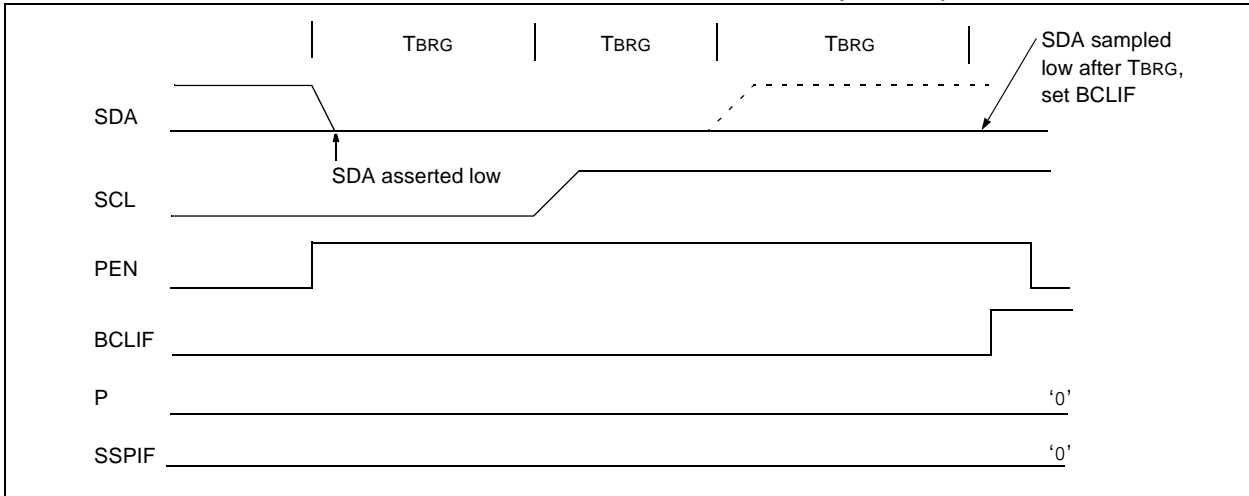 TBRG TBRG TBRG
SDA sampled
low after TBRG,
set BCLIF
SDA
SDA asserted low
SCL
PEN
BCLIF
P ‘0’
SSPIF ‘0’